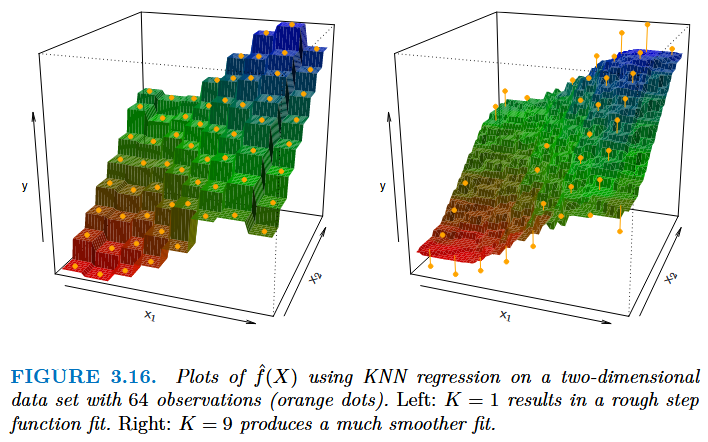 y
x1
x2
y
x1
x2
FIGURE 3.16. Plots of f̂(X) using KNN regression on a two-dimensional
data set with 64 observations (orange dots). Left: K = 1 results in a rough step
function fit. Right: K = 9 produces a much smoother fit.